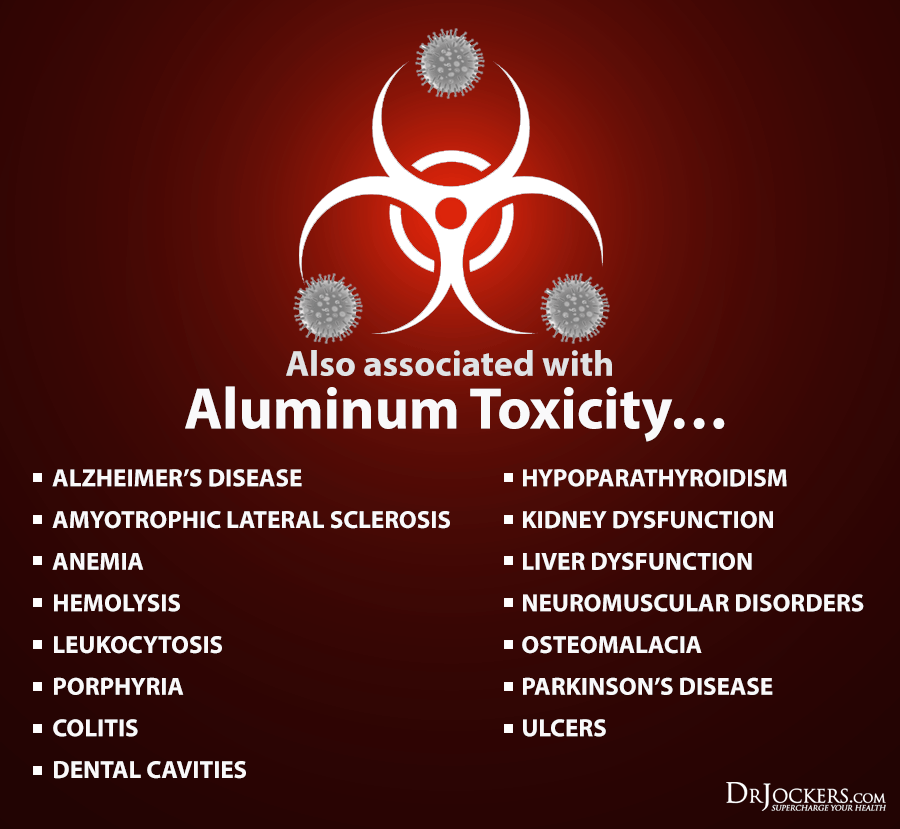 Also associated with
Aluminum Toxicity...
▪ ALZHEIMER’S DISEASE
▪ AMYOTROPHIC LATERAL SCLEROSIS
▪ ANEMIA
▪ HEMOLYSIS
▪ LEUKOCYTOSIS
▪ PORPHYRIA
▪ COLITIS
▪ DENTAL CAVITIES
▪ HYPOPARATHYROIDISM
▪ KIDNEY DYSFUNCTION
▪ LIVER DYSFUNCTION
▪ NEUROMUSCULAR DISORDERS
▪ OSTEOMALACIA
▪ PARKINSON’S DISEASE
▪ ULCERS
DRJOCKERS.COM
SUPERCHARGE YOUR HEALTH